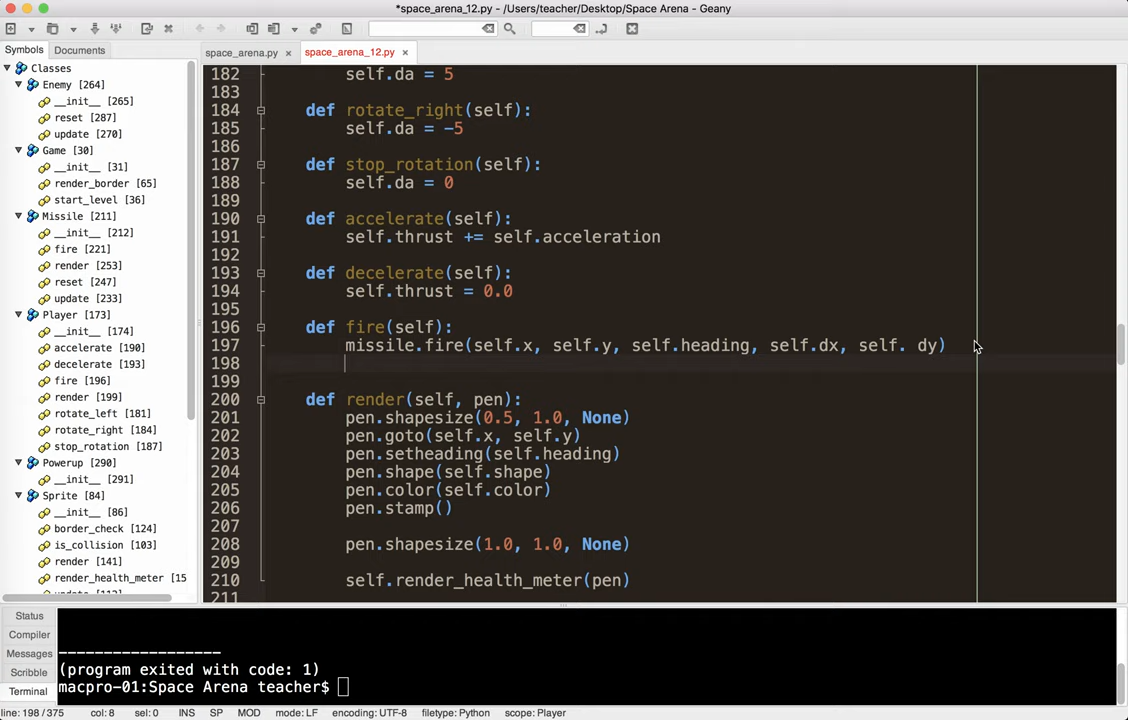 *space_arena_12.py - /Users/teacher/Desktop/Space Arena - Geany
Symbols Documents
space_arena.py space_arena_12.py
Classes
Enemy [264]
__init__ [265]
reset [287]
update [270]
Game [30]
__init__ [31]
render_border [65]
start_level [36]
Missile [211]
__init__ [212]
fire [221]
render [253]
reset [247]
update [233]
Player [173]
__init__ [174]
accelerate [190]
decelerate [193]
fire [196]
render [199]
rotate_left [181]
rotate_right [184]
stop_rotation [187]
Powerup [290]
__init__ [291]
Sprite [84]
__init__ [86]
border_check [124]
is_collision [103]
render [141]
render_health_meter [15
182 self.da = 5
183
184 def rotate_right(self):
185 self.da = -5
186
187 def stop_rotation(self):
188 self.da = 0
189
190 def accelerate(self):
191 self.thrust += self.acceleration
192
193 def decelerate(self):
194 self.thrust = 0.0
195
196 def fire(self):
197 missile.fire(self.x, self.y, self.heading, self.dx, self. dy)
198
199
200 def render(self, pen):
201 pen.shapesize(0.5, 1.0, None)
202 pen.goto(self.x, self.y)
203 pen.setheading(self.heading)
204 pen.shape(self.shape)
205 pen.color(self.color)
206 pen.stamp()
207
208 pen.shapesize(1.0, 1.0, None)
209
210 self.render_health_meter(pen)
211
Status
Compiler
Messages
Scribble
Terminal
------------------
(program exited with code: 1)
macpro-01:Space Arena teacher$
line: 198 / 375 col: 8 sel: 0 INS SP MOD mode: LF encoding: UTF-8 filetype: Python scope: Player